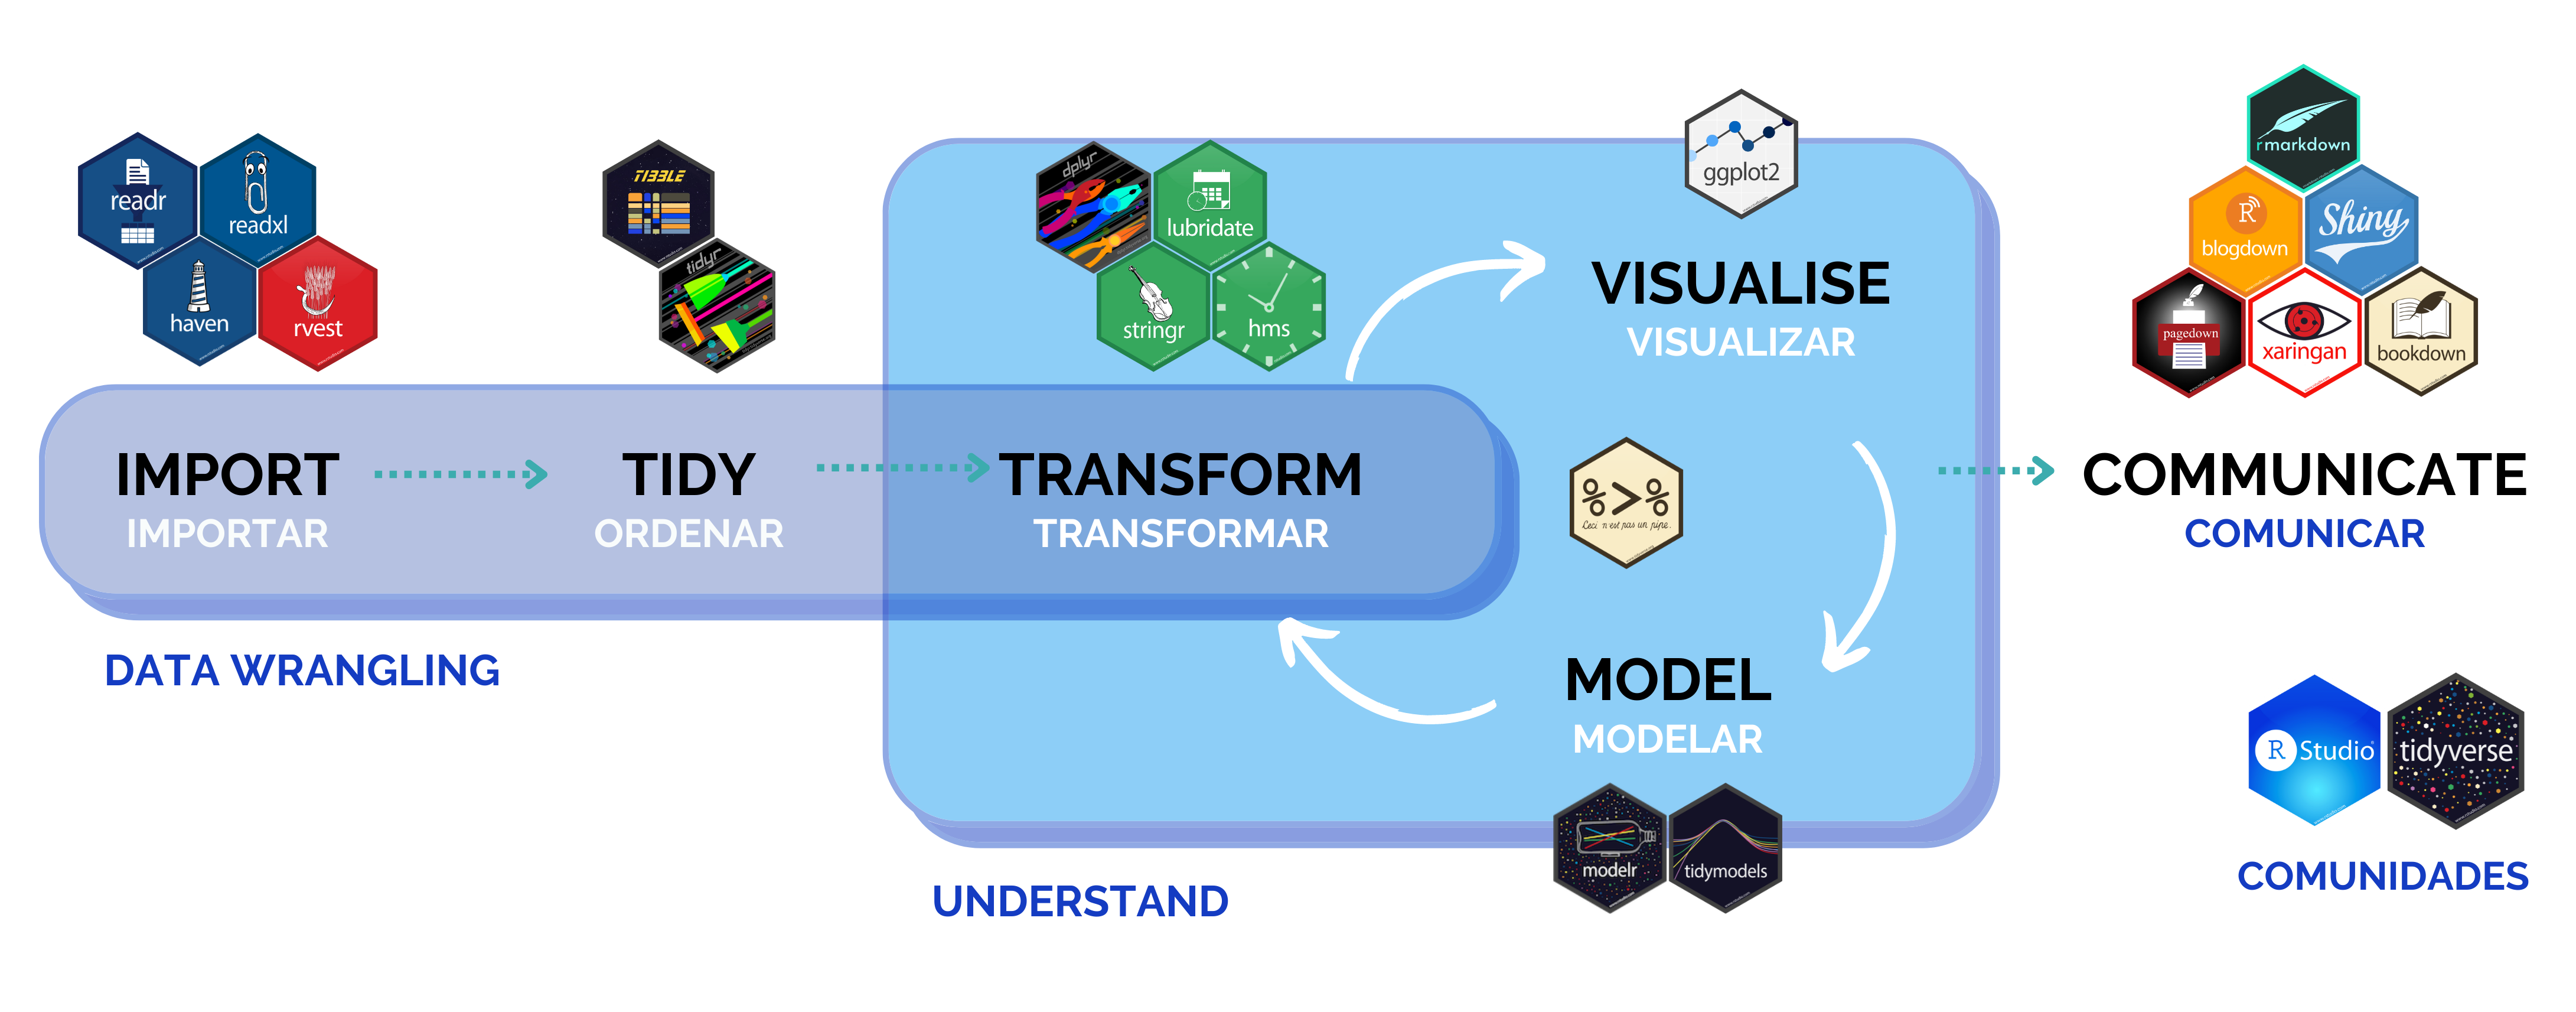 readr
readxl
haven
rvest
TIBBLE
tidyr
dplyr
lubridate
stringr
hms
ggplot2
rmarkdown
blogdown
Shiny
pagedown
xaringan
bookdown
IMPORT
IMPORTAR
TIDY
ORDENAR
TRANSFORM
TRANSFORMAR
VISUALISE
VISUALIZAR
%>%
Ceci n'est pas un pipe.
MODEL
MODELAR
modelr
tidymodels
COMMUNICATE
COMUNICAR
DATA WRANGLING
UNDERSTAND
R Studio
tidyverse
COMUNIDADES